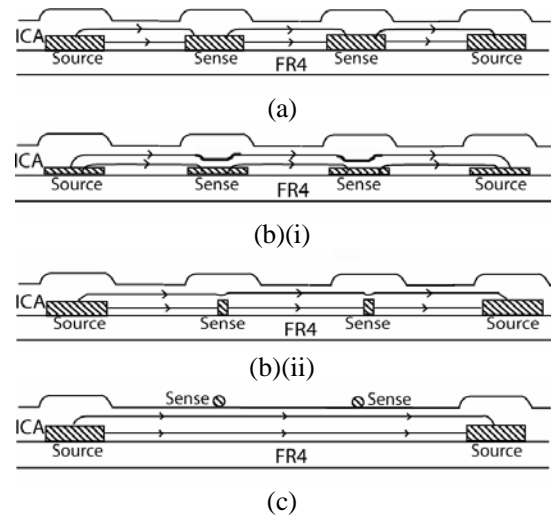 ICA
Source Sense FR4 Sense Source
(a)
ICA
Source Sense FR4 Sense Source
(b)(i)
ICA
Source Sense FR4 Sense Source
(b)(ii)
Sense Sense
ICA
Source FR4 Source
(c)